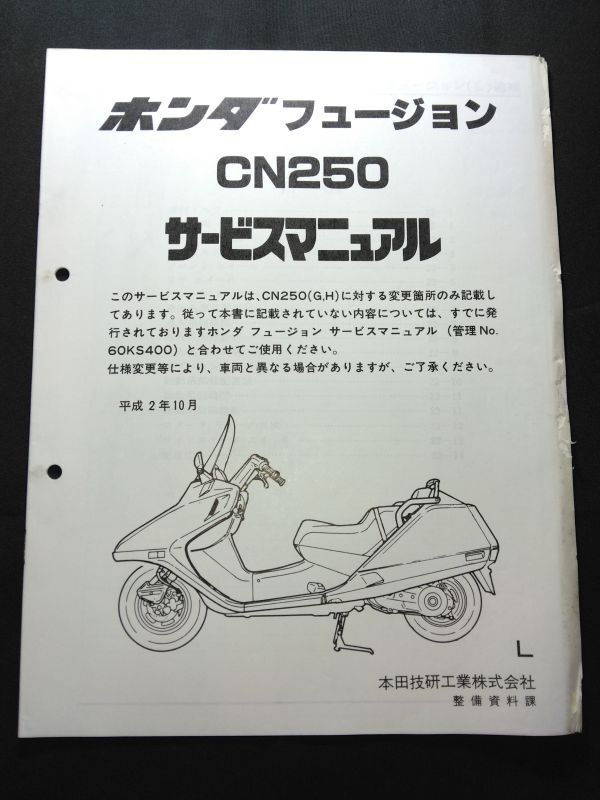 ホンダフュージョン
CN250
サービスマニュアル
このサービスマニュアルは、CN250(G,H)に対する変更箇所のみ記載し
てあります。従って本書に記載されていない内容については、すでに発
行されておりますホンダ フュージョン サービスマニュアル (管理No.
60KS400) と合わせてご使用ください。
仕様変更等により、車両と異なる場合がありますが、ご了承ください。
平成2年10月
L
本田技研工業株式会社
整備資料課